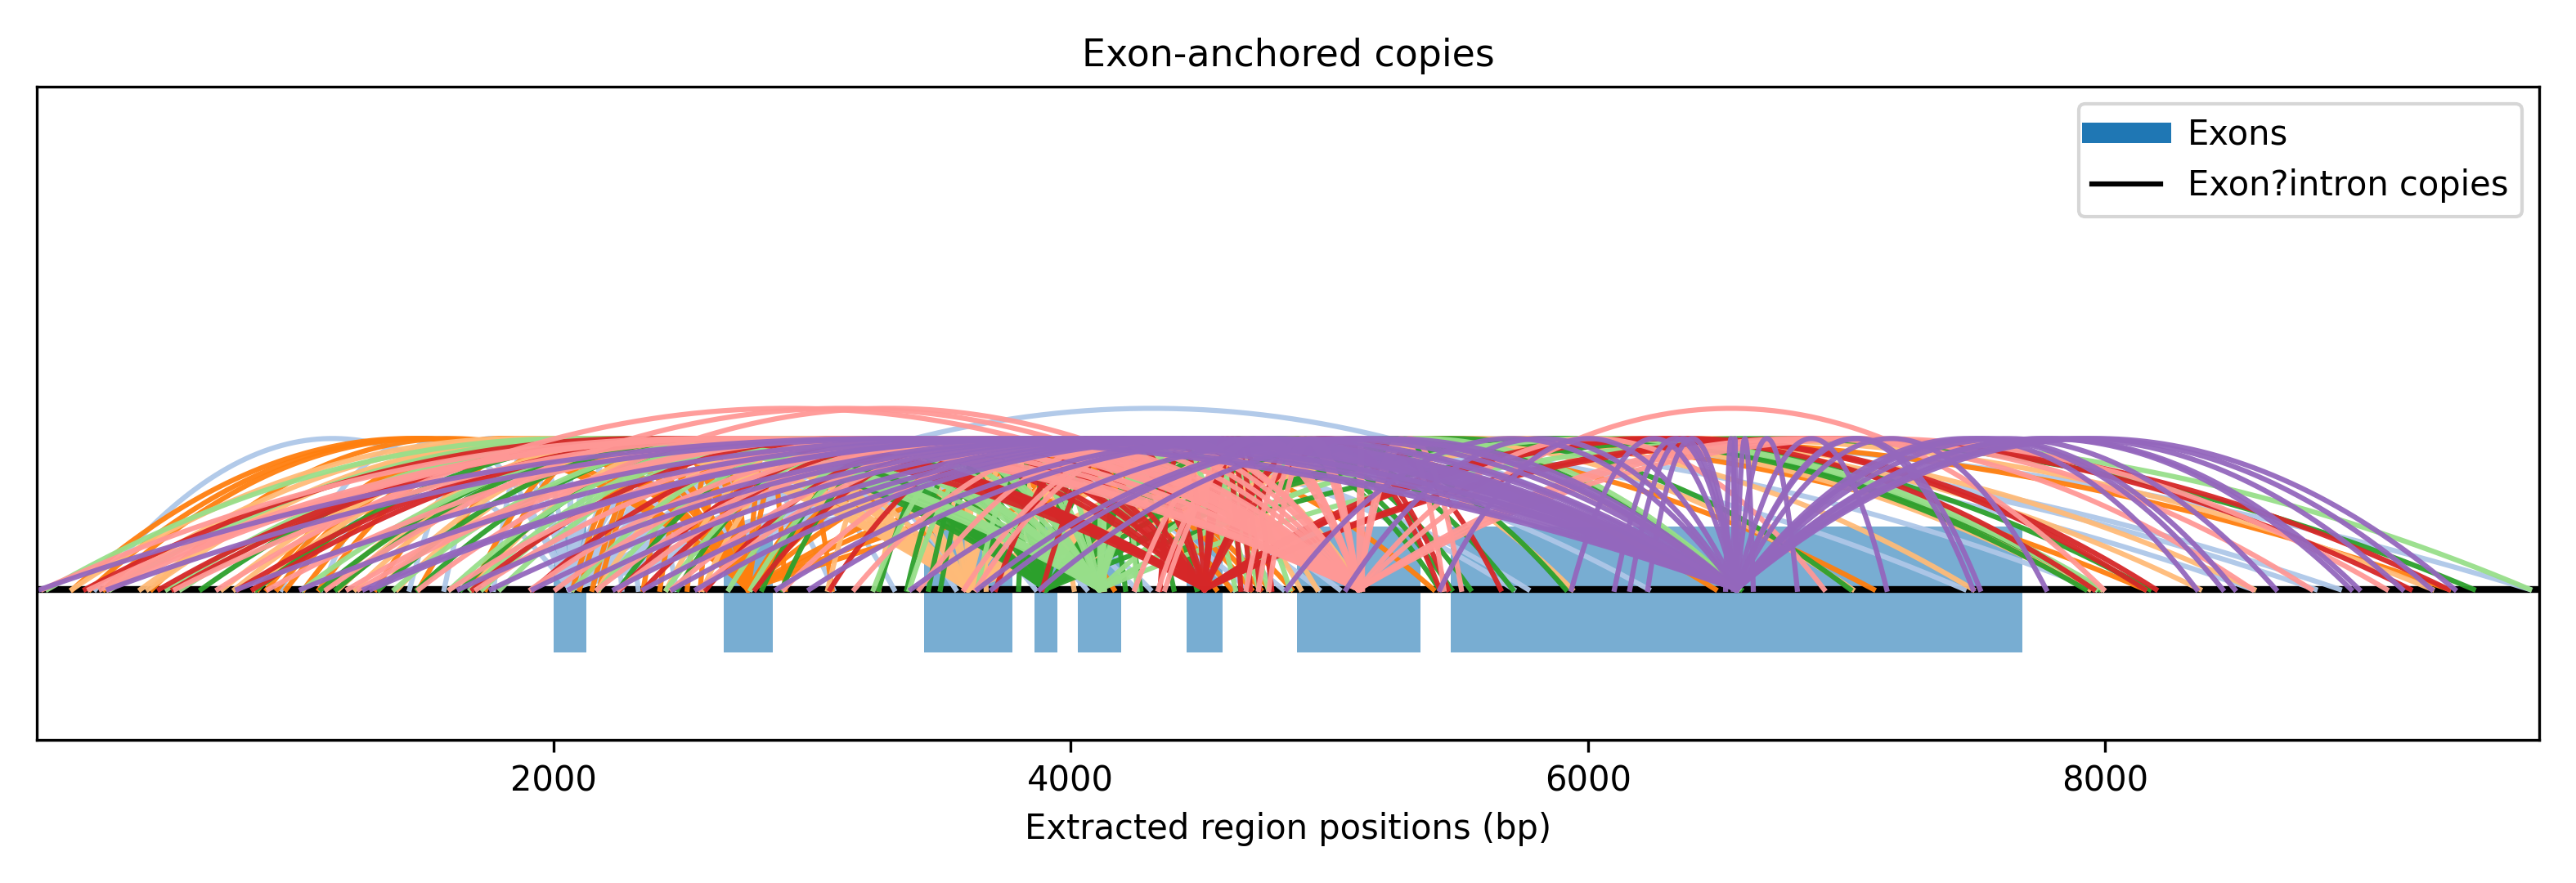 Exon-anchored copies
Exons
Exon?intron copies
2000
4000
6000
8000
Extracted region positions (bp)